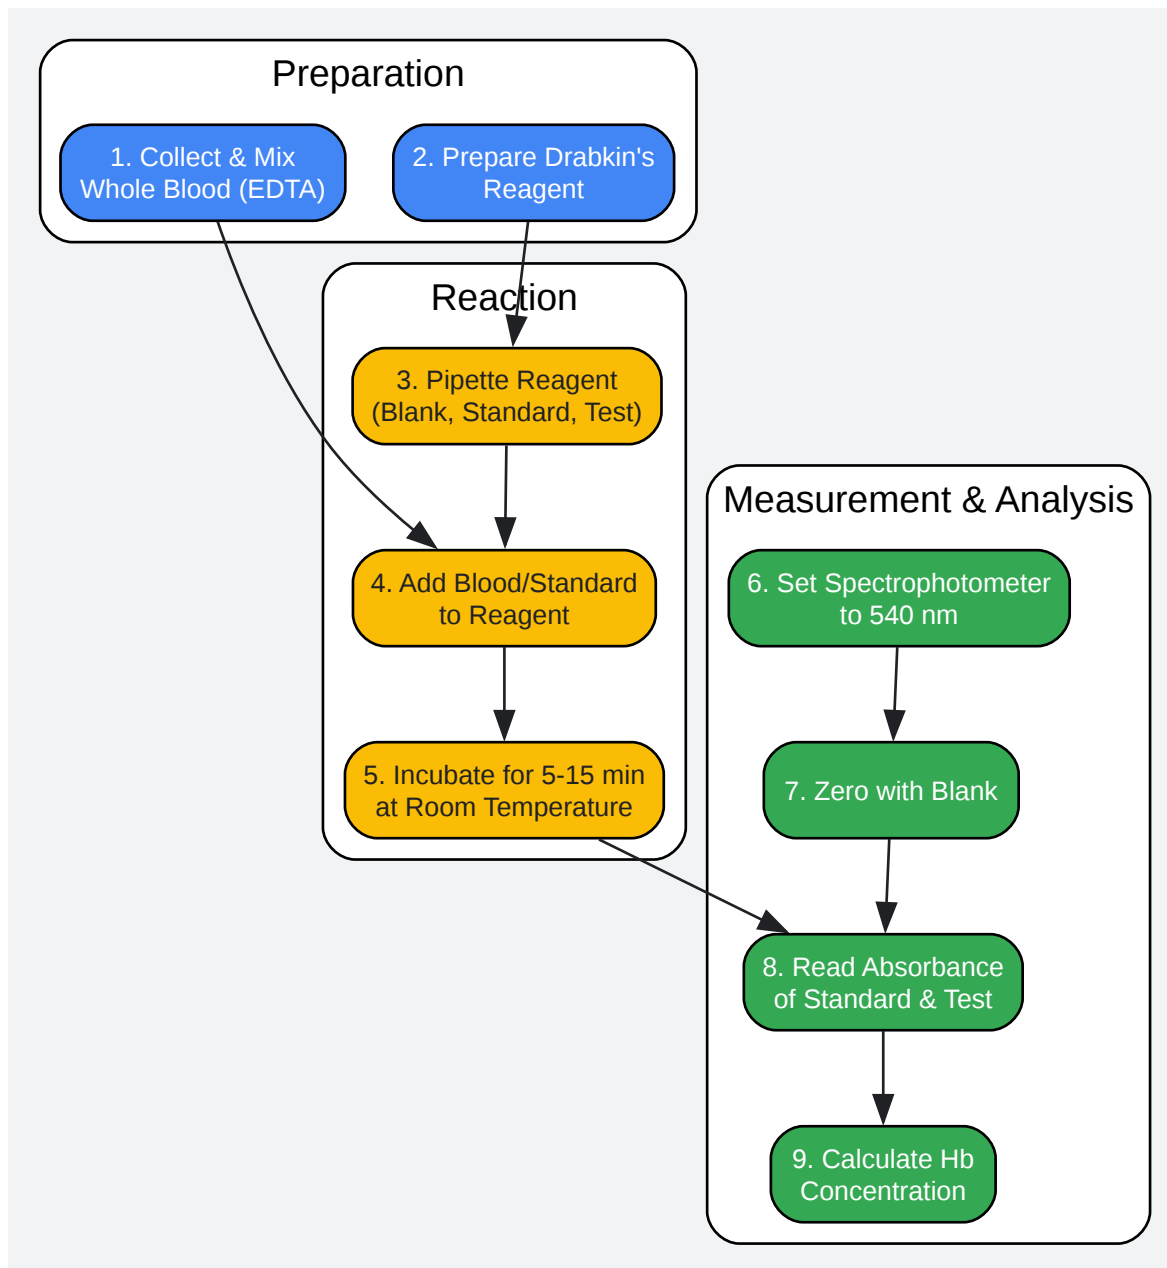 Preparation
1. Collect & Mix
Whole Blood (EDTA)
2. Prepare Drabkin's
Reagent
Reaction
3. Pipette Reagent
(Blank, Standard, Test)
4. Add Blood/Standard
to Reagent
5. Incubate for 5-15 min
at Room Temperature
Measurement & Analysis
6. Set Spectrophotometer
to 540 nm
7. Zero with Blank
8. Read Absorbance
of Standard & Test
9. Calculate Hb
Concentration